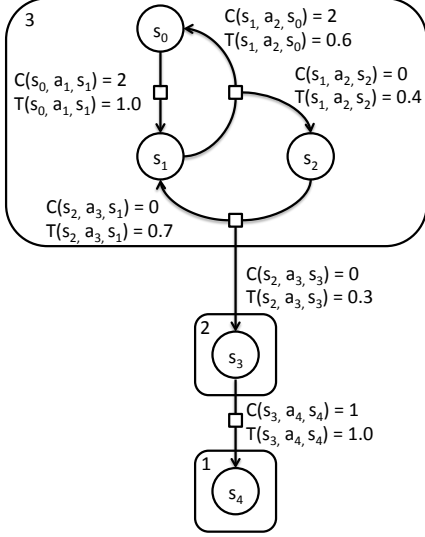 3
s₀
C(s₁, a₂, s₀) = 2
T(s₁, a₂, s₀) = 0.6
C(s₀, a₁, s₁) = 2
T(s₀, a₁, s₁) = 1.0
C(s₁, a₂, s₂) = 0
T(s₁, a₂, s₂) = 0.4
s₁
s₂
C(s₂, a₃, s₁) = 0
T(s₂, a₃, s₁) = 0.7
C(s₂, a₃, s₃) = 0
T(s₂, a₃, s₃) = 0.3
2
s₃
C(s₃, a₄, s₄) = 1
T(s₃, a₄, s₄) = 1.0
1
s₄